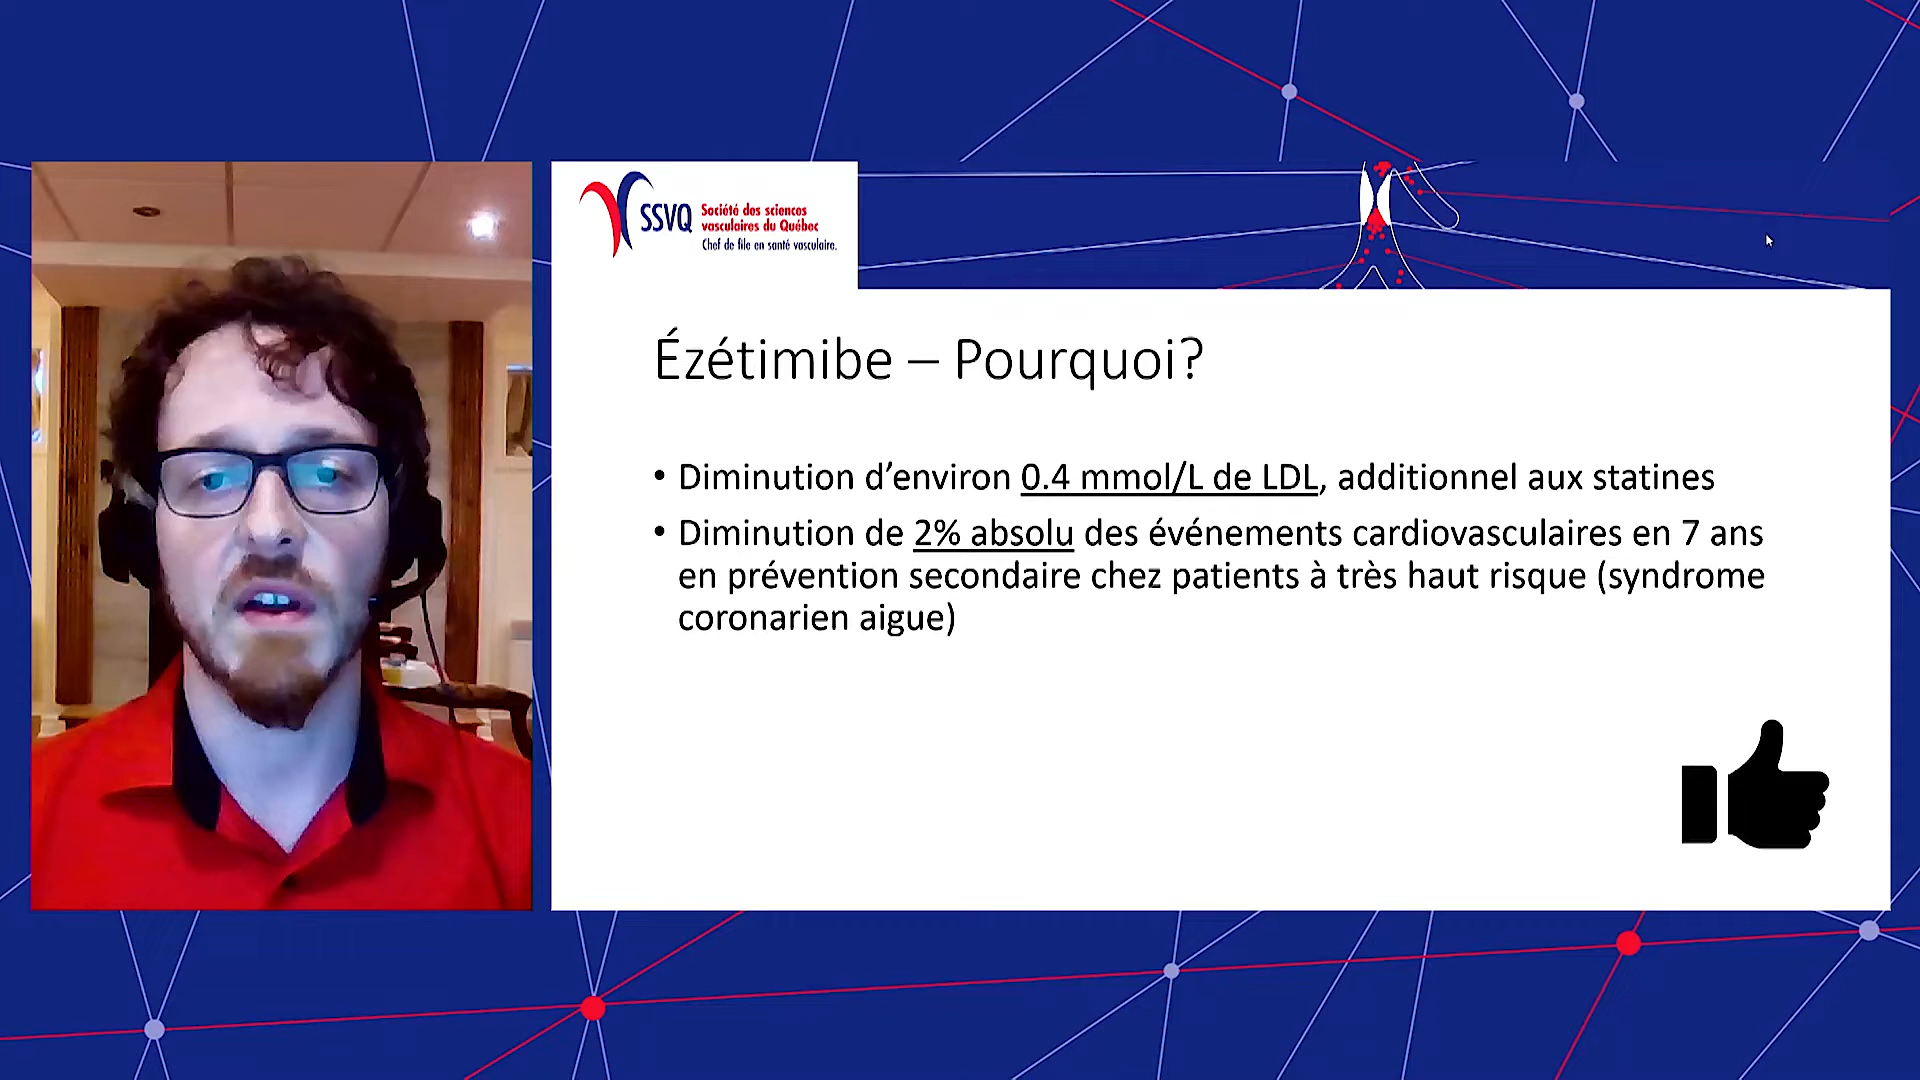 SSVQ
Société des sciences
vasculaires du Québec
Chef de file en santé vasculaire.
Ézétimibe – Pourquoi?
• Diminution d’environ 0.4 mmol/L de LDL, additionnel aux statines
• Diminution de 2% absolu des événements cardiovasculaires en 7 ans
en prévention secondaire chez patients à très haut risque (syndrome
coronarien aigue)